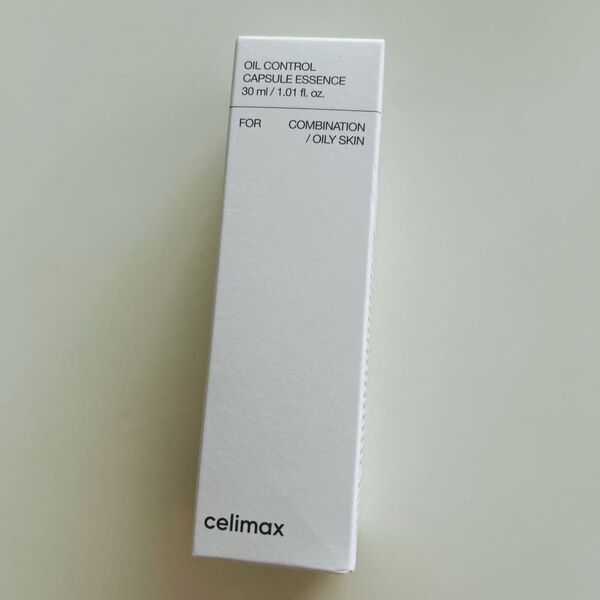 OIL CONTROL
CAPSULE ESSENCE
30 ml / 1.01 fl. oz.
FOR COMBINATION
/ OILY SKIN
celimax